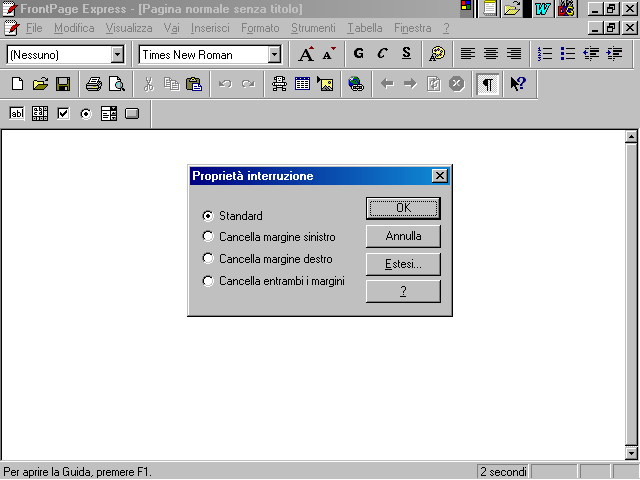 FrontPage Express - [Pagina normale senza titolo]
File Modifica Visualizza Vai Inserisci Formato Strumenti Tabella Finestra ?
(Nessuno) Times New Roman A A G C S
abl
Proprietà interruzione
Standard
Cancella margine sinistro
Cancella margine destro
Cancella entrambi i margini
OK
Annulla
Estesi...
?
Per aprire la Guida, premere F1. 2 secondi